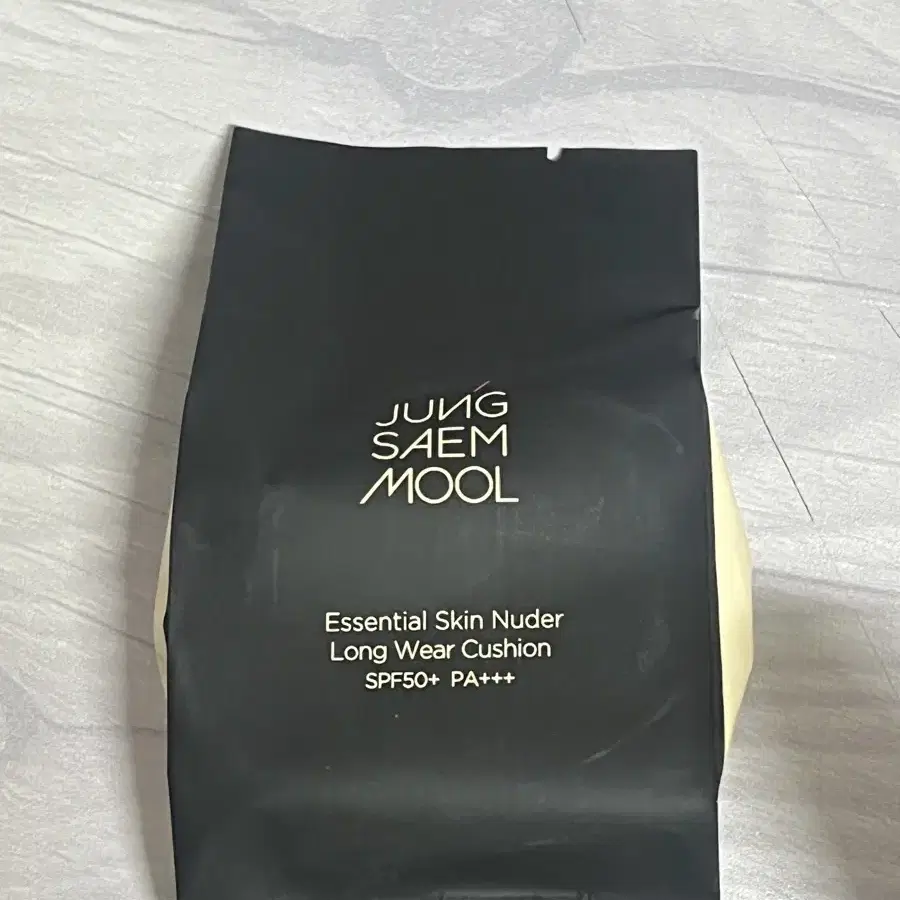 JUNG
SAEM
MOOL
Essential Skin Nuder
Long Wear Cushion
SPF50+ PA+++